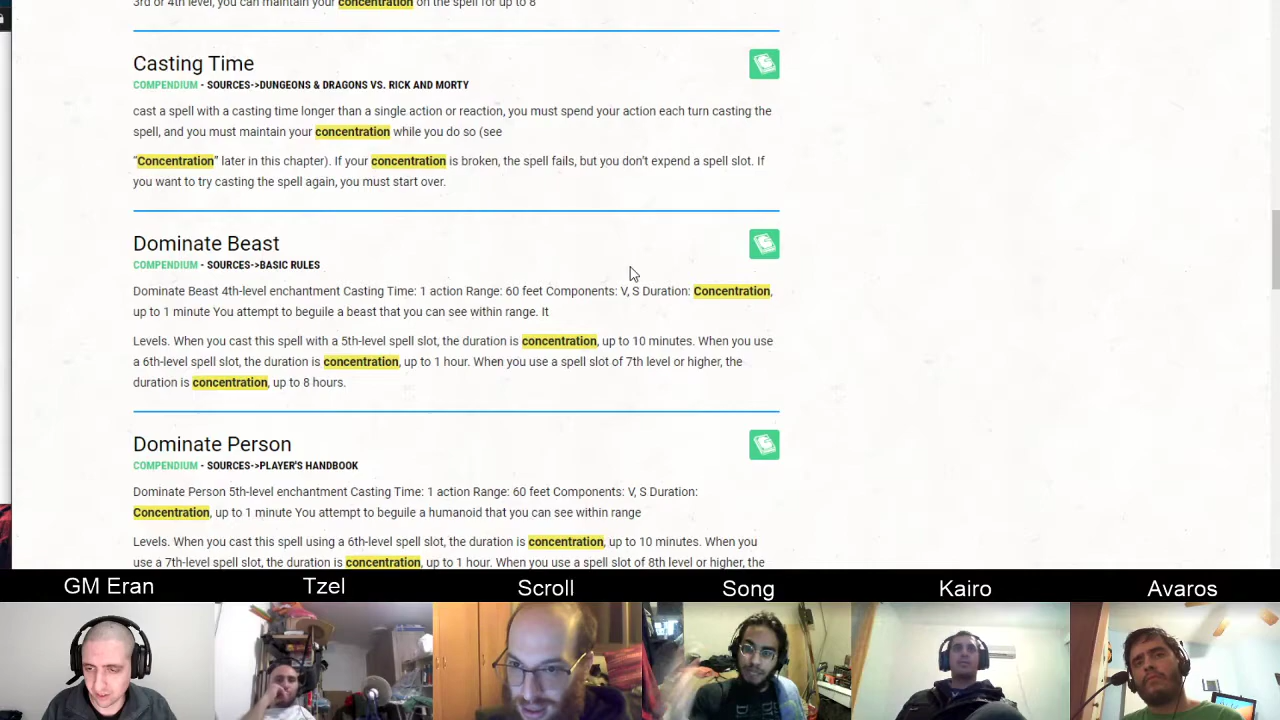 3rd or 4th level, you can maintain your concentration on the spell for up to 8
Casting Time
COMPENDIUM - SOURCES->DUNGEONS & DRAGONS VS. RICK AND MORTY
cast a spell with a casting time longer than a single action or reaction, you must spend your action each turn casting the
spell, and you must maintain your concentration while you do so (see
“Concentration” later in this chapter). If your concentration is broken, the spell fails, but you don’t expend a spell slot. If
you want to try casting the spell again, you must start over.
Dominate Beast
COMPENDIUM - SOURCES->BASIC RULES
Dominate Beast 4th-level enchantment Casting Time: 1 action Range: 60 feet Components: V, S Duration: Concentration,
up to 1 minute You attempt to beguile a beast that you can see within range. It
Levels. When you cast this spell with a 5th-level spell slot, the duration is concentration, up to 10 minutes. When you use
a 6th-level spell slot, the duration is concentration, up to 1 hour. When you use a spell slot of 7th level or higher, the
duration is concentration, up to 8 hours.
Dominate Person
COMPENDIUM - SOURCES->PLAYER'S HANDBOOK
Dominate Person 5th-level enchantment Casting Time: 1 action Range: 60 feet Components: V, S Duration:
Concentration, up to 1 minute You attempt to beguile a humanoid that you can see within range
Levels. When you cast this spell using a 6th-level spell slot, the duration is concentration, up to 10 minutes. When you
use a 7th-level spell slot, the duration is concentration, up to 1 hour. When you use a spell slot of 8th level or higher, the
GM Eran
Tzel
Scroll
Song
Kairo
Avaros